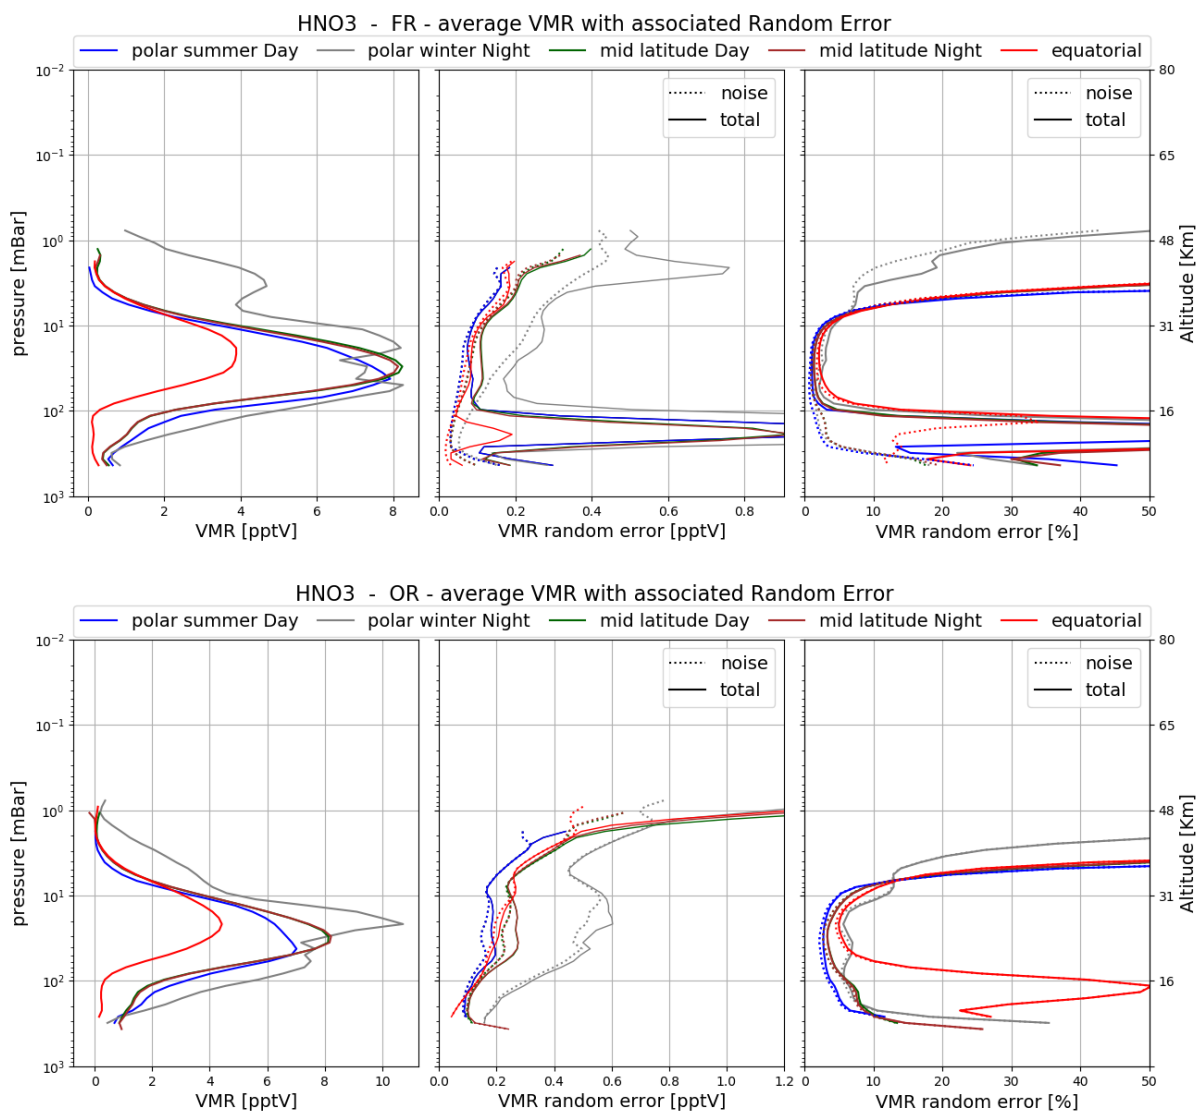 HNO3 - FR - average VMR with associated Random Error
polar summer Day polar winter Night mid latitude Day mid latitude Night equatorial
noise
total
noise
total
10⁻²
10⁻¹
10⁰
10¹
10²
10³
pressure [mBar]
80
65
48
31
16
Altitude [Km]
0 2 4 6 8
0.0 0.2 0.4 0.6 0.8
0 10 20 30 40 50
VMR [pptV]
VMR random error [pptV]
VMR random error [%]
HNO3 - OR - average VMR with associated Random Error
polar summer Day polar winter Night mid latitude Day mid latitude Night equatorial
noise
total
noise
total
10⁻²
10⁻¹
10⁰
10¹
10²
10³
pressure [mBar]
80
65
48
31
16
Altitude [Km]
0 2 4 6 8 10
0.0 0.2 0.4 0.6 0.8 1.0 1.2
0 10 20 30 40 50
VMR [pptV]
VMR random error [pptV]
VMR random error [%]